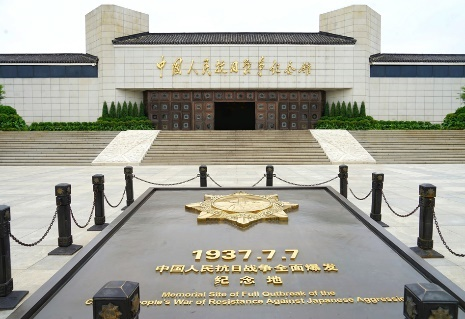 中国人民抗日战争纪念馆
1937.7.7
中国人民抗日战争全面爆发
纪念地
Memorial Site of Full Outbreak of the
People's War of Resistance Against Japanese Aggression